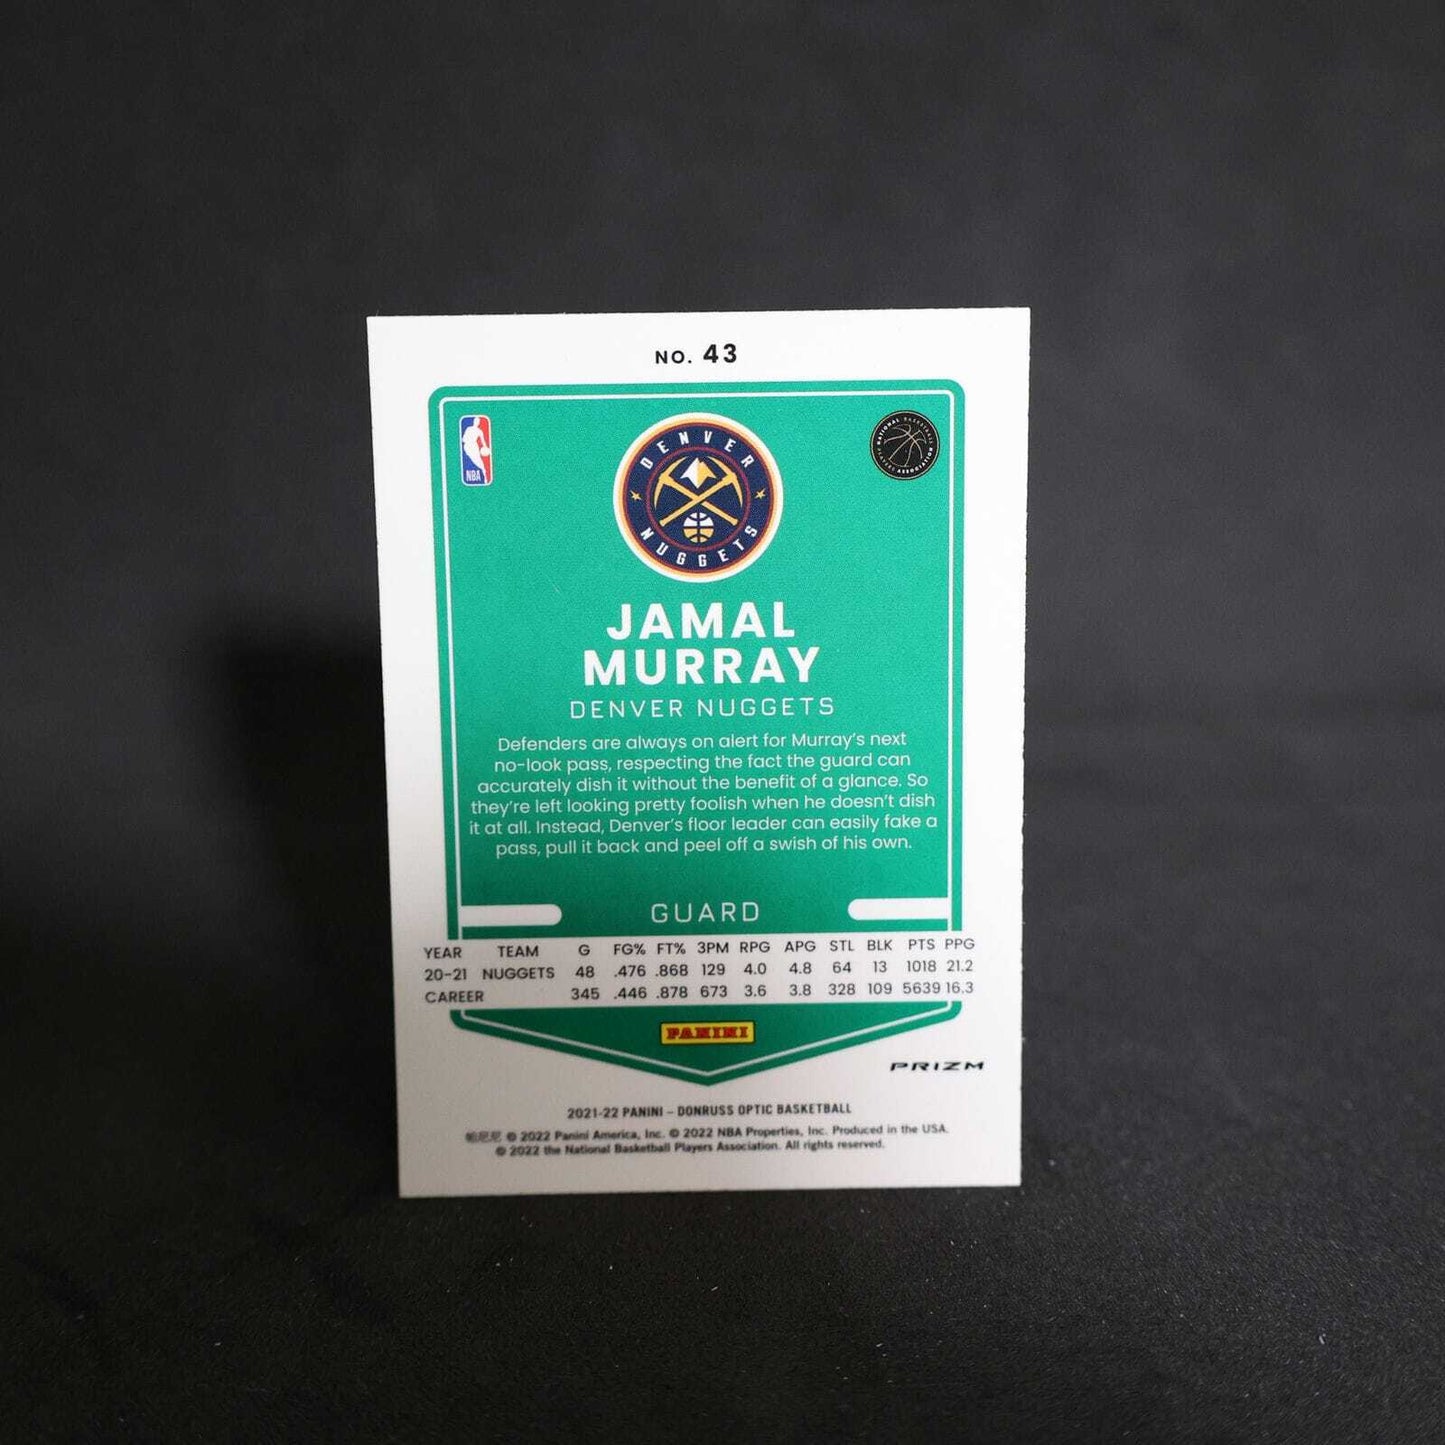 NO. 43
NBA
DENVER
NUGGETS
NATIONAL BASKETBALL
PLAYERS ASSOCIATION
JAMAL
MURRAY
DENVER NUGGETS
Defenders are always on alert for Murray's next
no-look pass, respecting the fact the guard can
accurately dish it without the benefit of a glance. So
they're left looking pretty foolish when he doesn't dish
it at all. Instead, Denver's floor leader can easily fake a
pass, pull it back and peel off a swish of his own.
GUARD
YEAR TEAM G FG% FT% 3PM RPG APG STL BLK PTS PPG
20-21 NUGGETS 48 .476 .868 129 4.0 4.8 64 13 1018 21.2
CAREER 345 .446 .878 673 3.6 3.8 328 109 5639 16.3
PANINI
PRIZM
2021-22 PANINI – DONRUSS OPTIC BASKETBALL
帕尼尼 © 2022 Panini America, Inc. © 2022 NBA Properties, Inc. Produced in the USA.
© 2022 the National Basketball Players Association. All rights reserved.